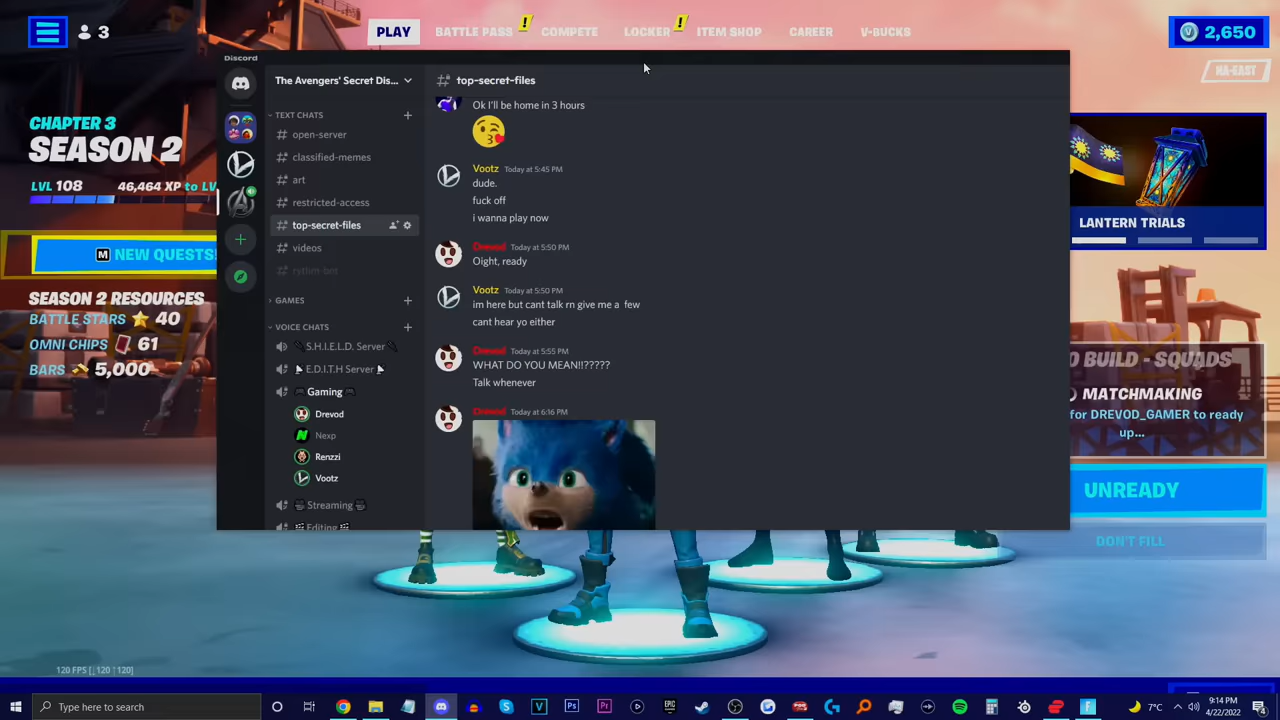 3
PLAY
BATTLE PASS !
COMPETE
LOCKER !
ITEM SHOP
CAREER
V-BUCKS
V 2,650
NA-EAST
CHAPTER 3
SEASON 2
LVL 108 46,464 XP to LV
M NEW QUESTS!
SEASON 2 RESOURCES
BATTLE STARS 40
OMNI CHIPS 61
BARS 5,000
Discord
The Avengers' Secret Dis...
TEXT CHATS
# open-server
# classified-memes
# art
# restricted-access
# top-secret-files
# videos
# rythm-bot
GAMES
VOICE CHATS
S.H.I.E.L.D. Server
E.D.I.T.H Server
Gaming
Drevod
Nexp
Renzzi
Vootz
Streaming
Editing
# top-secret-files
Ok I'll be home in 3 hours
Vootz Today at 5:45 PM
dude.
fuck off
i wanna play now
Drevod Today at 5:50 PM
Oight, ready
Vootz Today at 5:50 PM
im here but cant talk rn give me a few
cant hear yo either
Drevod Today at 5:55 PM
WHAT DO YOU MEAN!!?????
Talk whenever
Drevod Today at 6:16 PM
LANTERN TRIALS
O BUILD - SQUADS
MATCHMAKING
for DREVOD_GAMER to ready
up...
UNREADY
DON'T FILL
120 FPS [↓120 ↑120]
Type here to search
7°C
9:14 PM
4/22/2022